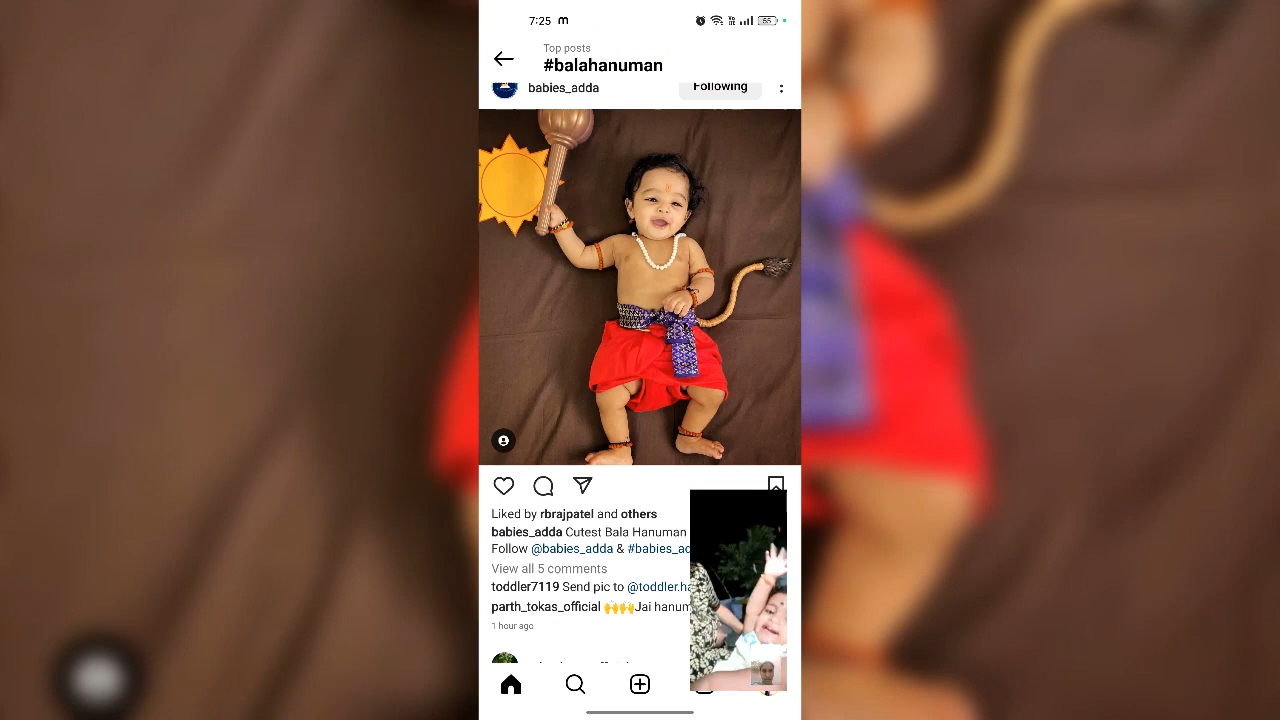 7:25 m
55
Top posts
#balahanuman
babies_adda
Following
Liked by rbrajpatel and others
babies_adda Cutest Bala Hanuman
Follow @babies_adda & #babies_ad
View all 5 comments
toddler7119 Send pic to @toddler.ha
parth_tokas_official 🙌🙌Jai hanum
1 hour ago